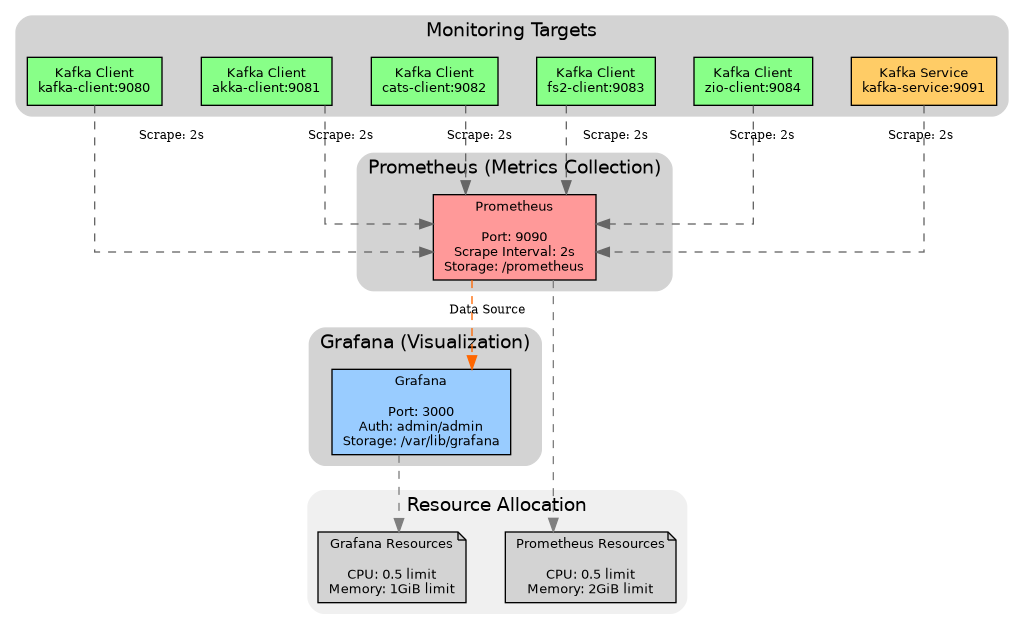 Monitoring Targets
Kafka Client
kafka-client:9080
Kafka Client
akka-client:9081
Kafka Client
cats-client:9082
Kafka Client
fs2-client:9083
Kafka Client
zio-client:9084
Kafka Service
kafka-service:9091
Scrape: 2s
Scrape: 2s
Scrape: 2s
Scrape: 2s
Scrape: 2s
Scrape: 2s
Prometheus (Metrics Collection)
Prometheus
Port: 9090
Scrape Interval: 2s
Storage: /prometheus
Data Source
Grafana (Visualization)
Grafana
Port: 3000
Auth: admin/admin
Storage: /var/lib/grafana
Resource Allocation
Grafana Resources
CPU: 0.5 limit
Memory: 1GiB limit
Prometheus Resources
CPU: 0.5 limit
Memory: 2GiB limit